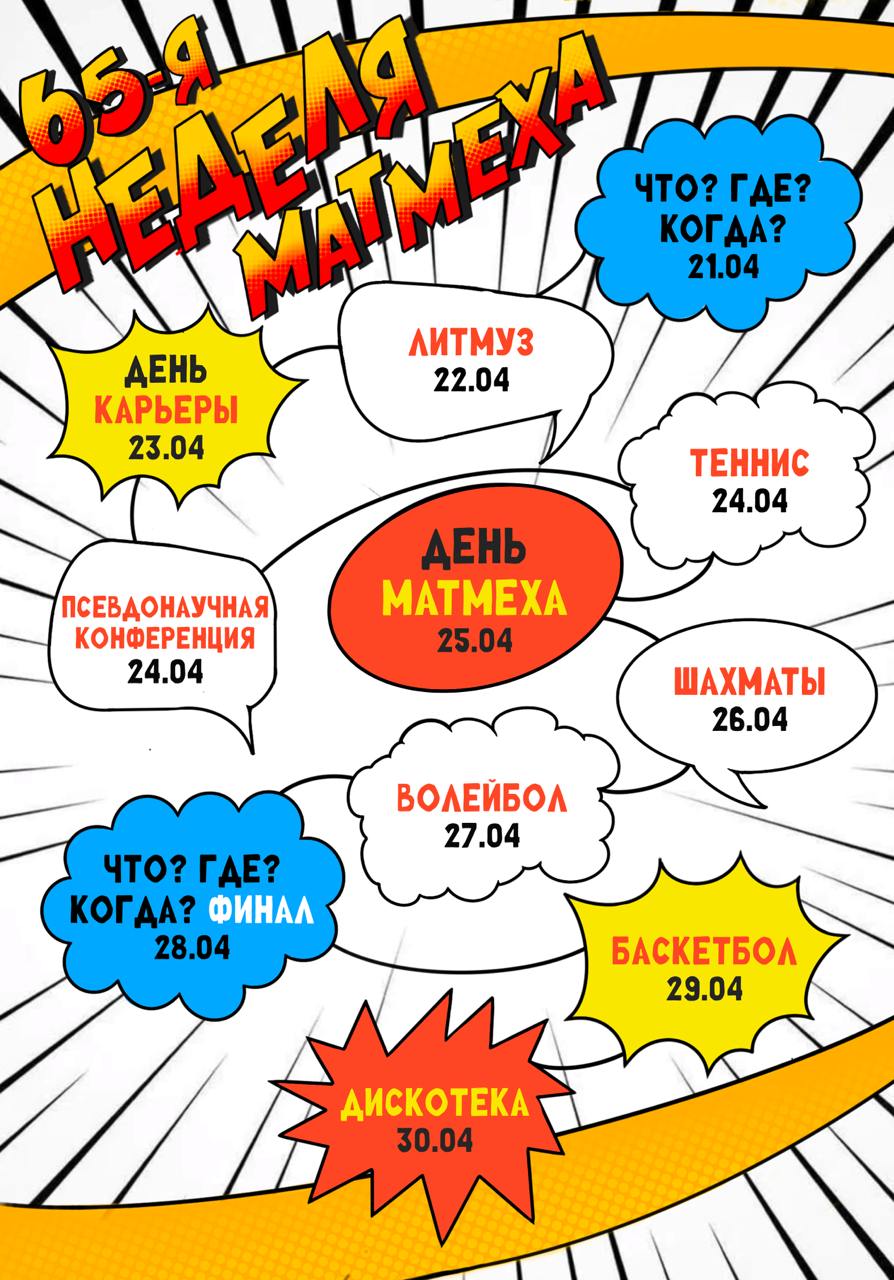 65-Я
НЕДЕЛЯ
МАТМЕХА
ЧТО? ГДЕ?
КОГДА?
21.04
ЛИТМУЗ
22.04
ДЕНЬ
КАРЬЕРЫ
23.04
ТЕННИС
24.04
ПСЕВДОНАУЧНАЯ
КОНФЕРЕНЦИЯ
24.04
ДЕНЬ
МАТМЕХА
25.04
ШАХМАТЫ
26.04
ВОЛЕЙБОЛ
27.04
ЧТО? ГДЕ?
КОГДА? ФИНАЛ
28.04
БАСКЕТБОЛ
29.04
ДИСКОТЕКА
30.04